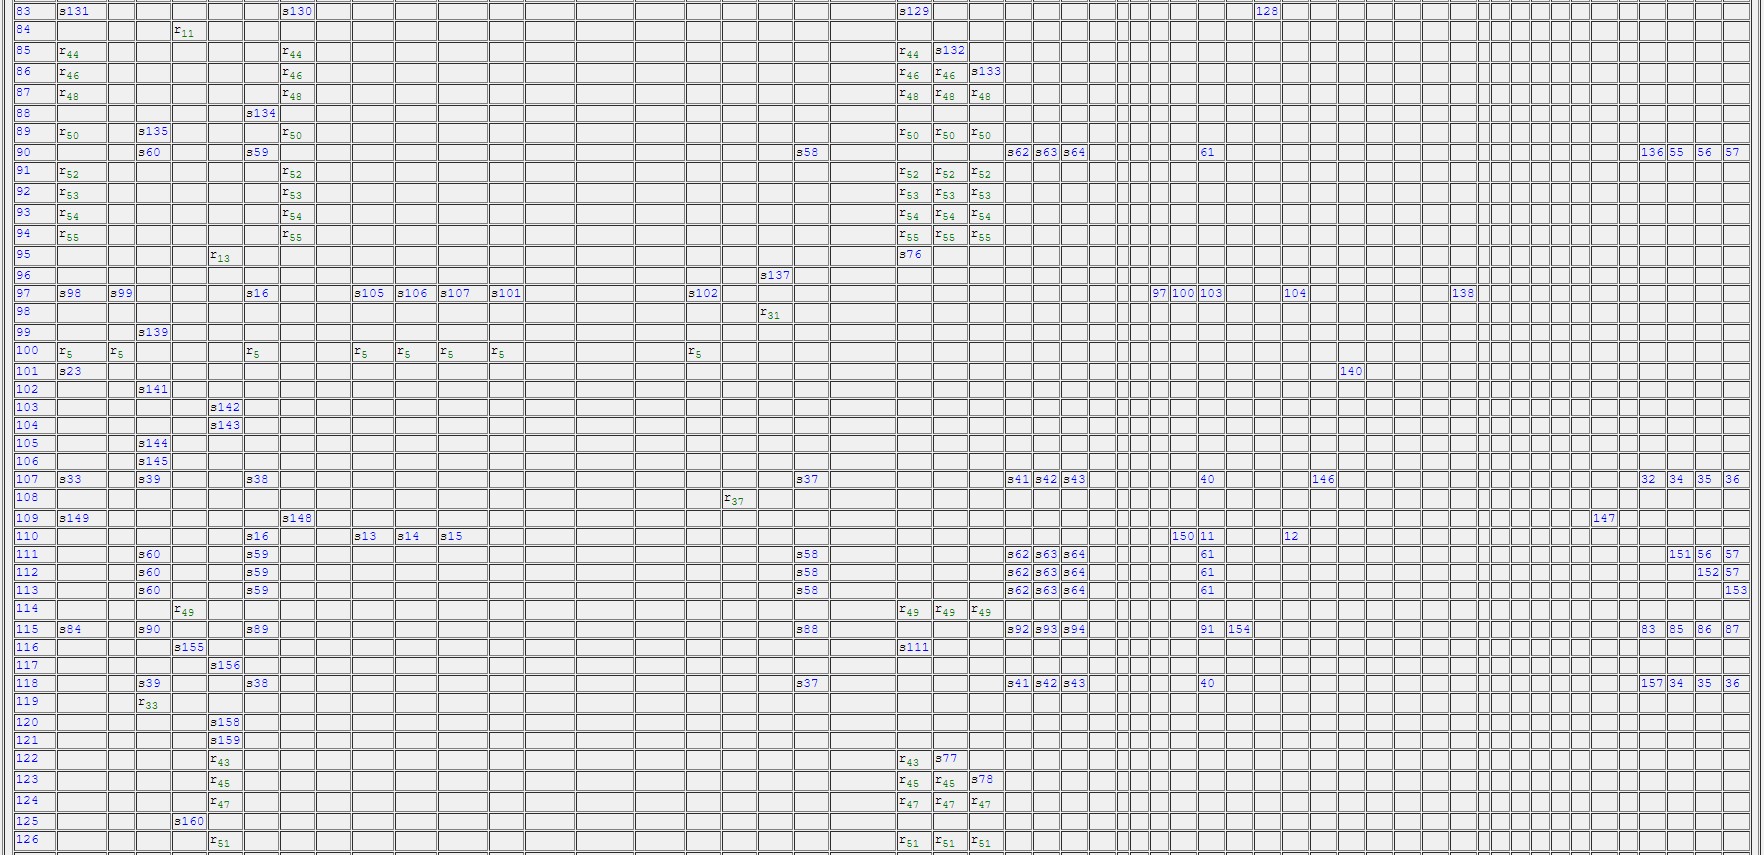 83 s131 s130 s129 128
84 r11
85 r44 r44 r44 s132
86 r46 r46 r46 r46 s133
87 r48 r48 r48 r48 r48
88 s134
89 r50 s135 r50 r50 r50 r50
90 s60 s59 s58 s62 s63 s64 61 136 55 56 57
91 r52 r52 r52 r52 r52
92 r53 r53 r53 r53 r53
93 r54 r54 r54 r54 r54
94 r55 r55 r55 r55 r55
95 r13 s76
96 s137
97 s98 s99 s16 s105 s106 s107 s101 s102 97 100 103 104 138
98 r31
99 s139
100 r5 r5 r5 r5 r5 r5 r5 r5
101 s23 140
102 s141
103 s142
104 s143
105 s144
106 s145
107 s33 s39 s38 s37 s41 s42 s43 40 146 32 34 35 36
108 r37
109 s149 s148 147
110 s16 s13 s14 s15 150 11 12
111 s60 s59 s58 s62 s63 s64 61 151 56 57
112 s60 s59 s58 s62 s63 s64 61 152 57
113 s60 s59 s58 s62 s63 s64 61 153
114 r49 r49 r49 r49
115 s84 s90 s89 s88 s92 s93 s94 91 154 83 85 86 87
116 s155 s111
117 s156
118 s39 s38 s37 s41 s42 s43 40 157 34 35 36
119 r33
120 s158
121 s159
122 r43 r43 s77
123 r45 r45 r45 s78
124 r47 r47 r47 r47
125 s160
126 r51 r51 r51 r51